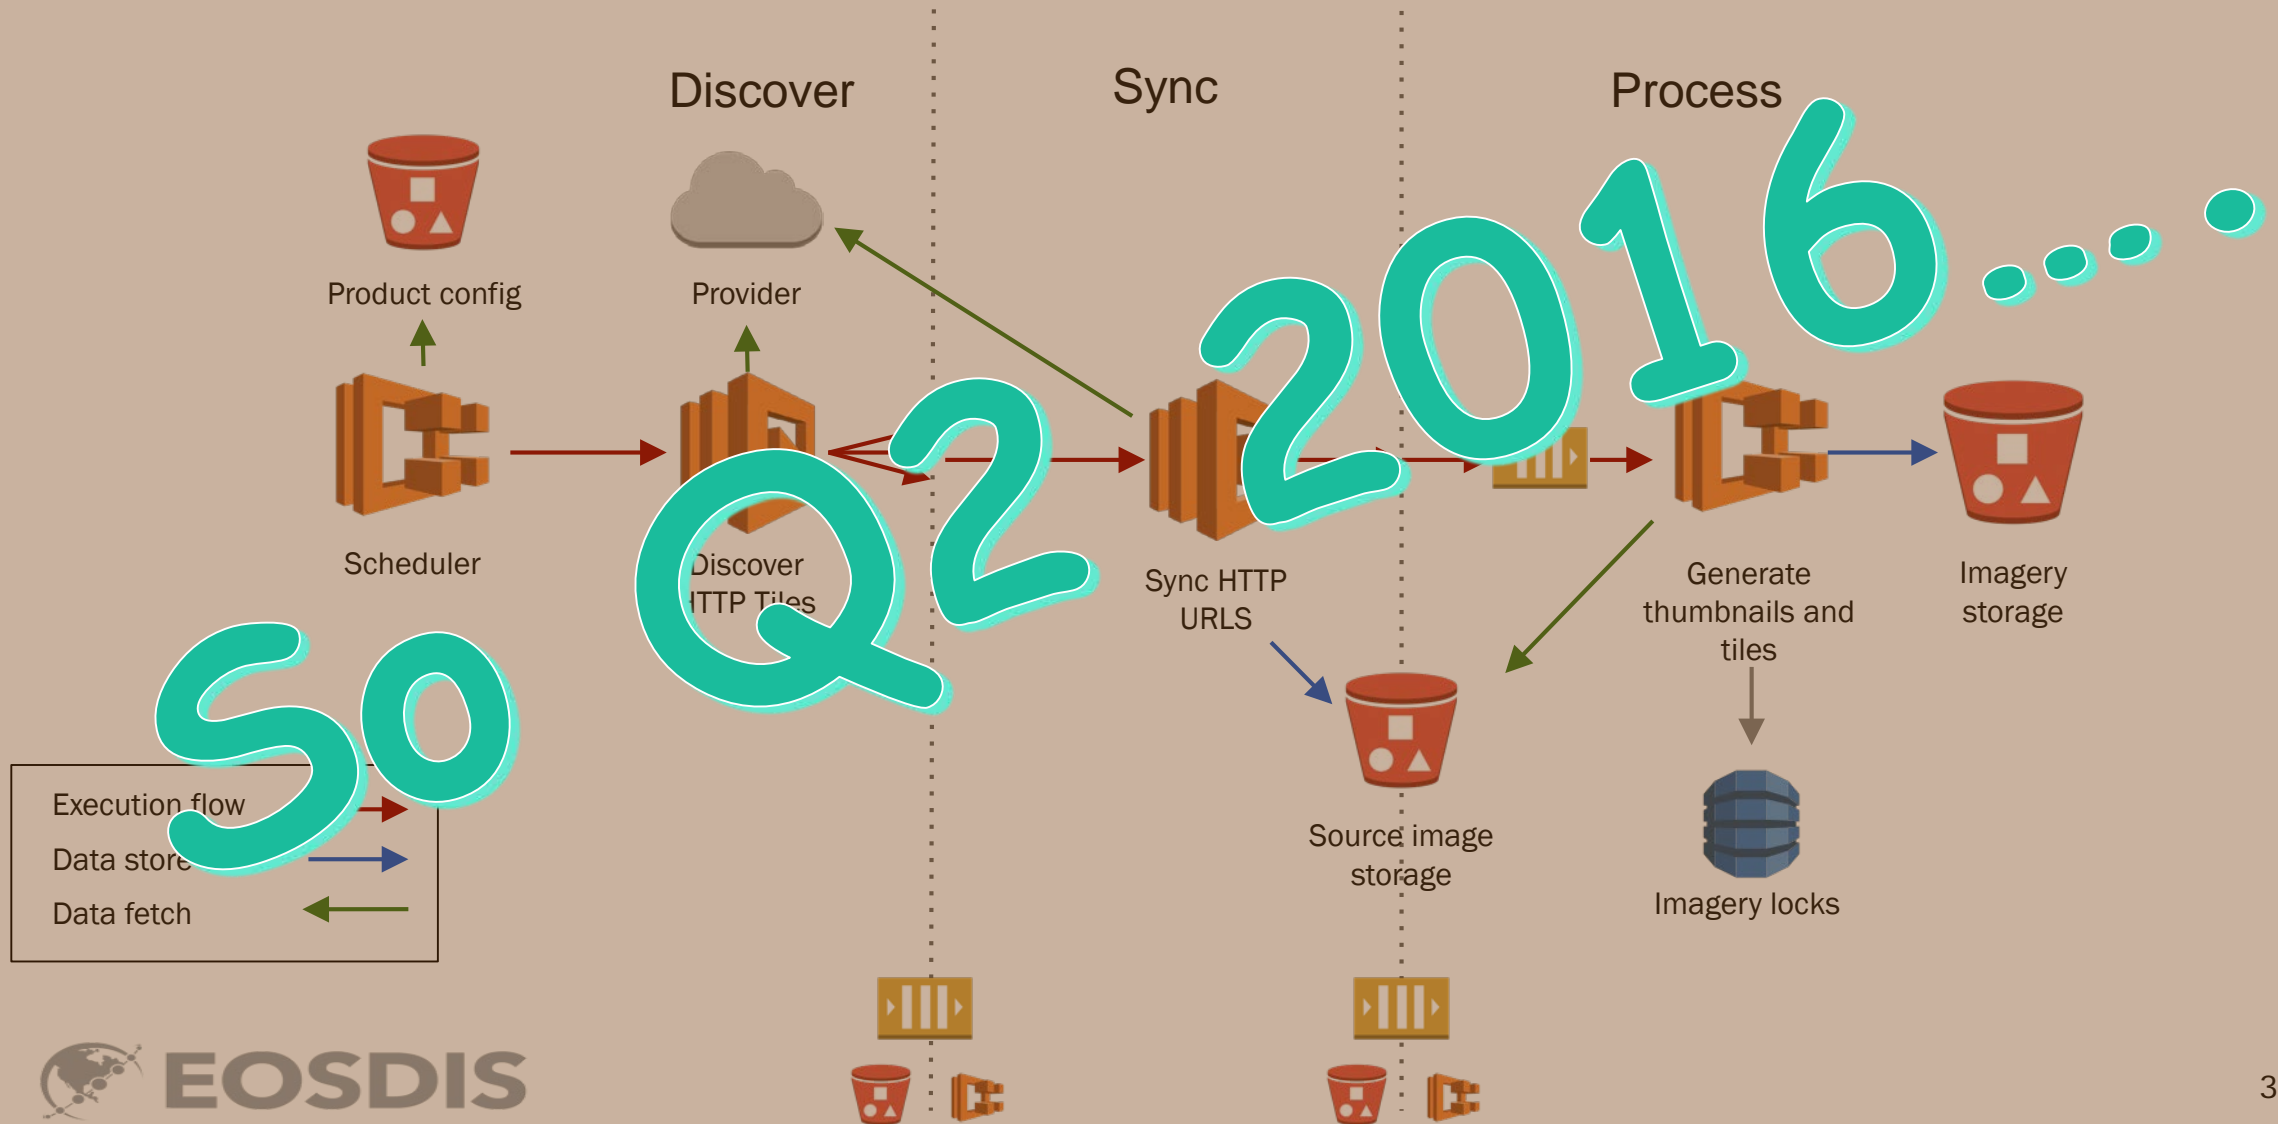 Discover
Sync
Process
Product config
Provider
Scheduler
Discover
HTTP Tiles
Sync HTTP
URLS
Generate
thumbnails and
tiles
Imagery
storage
Source image
storage
Imagery locks
Execution flow
Data store
Data fetch
So Q2 2016....
EOSDIS
3